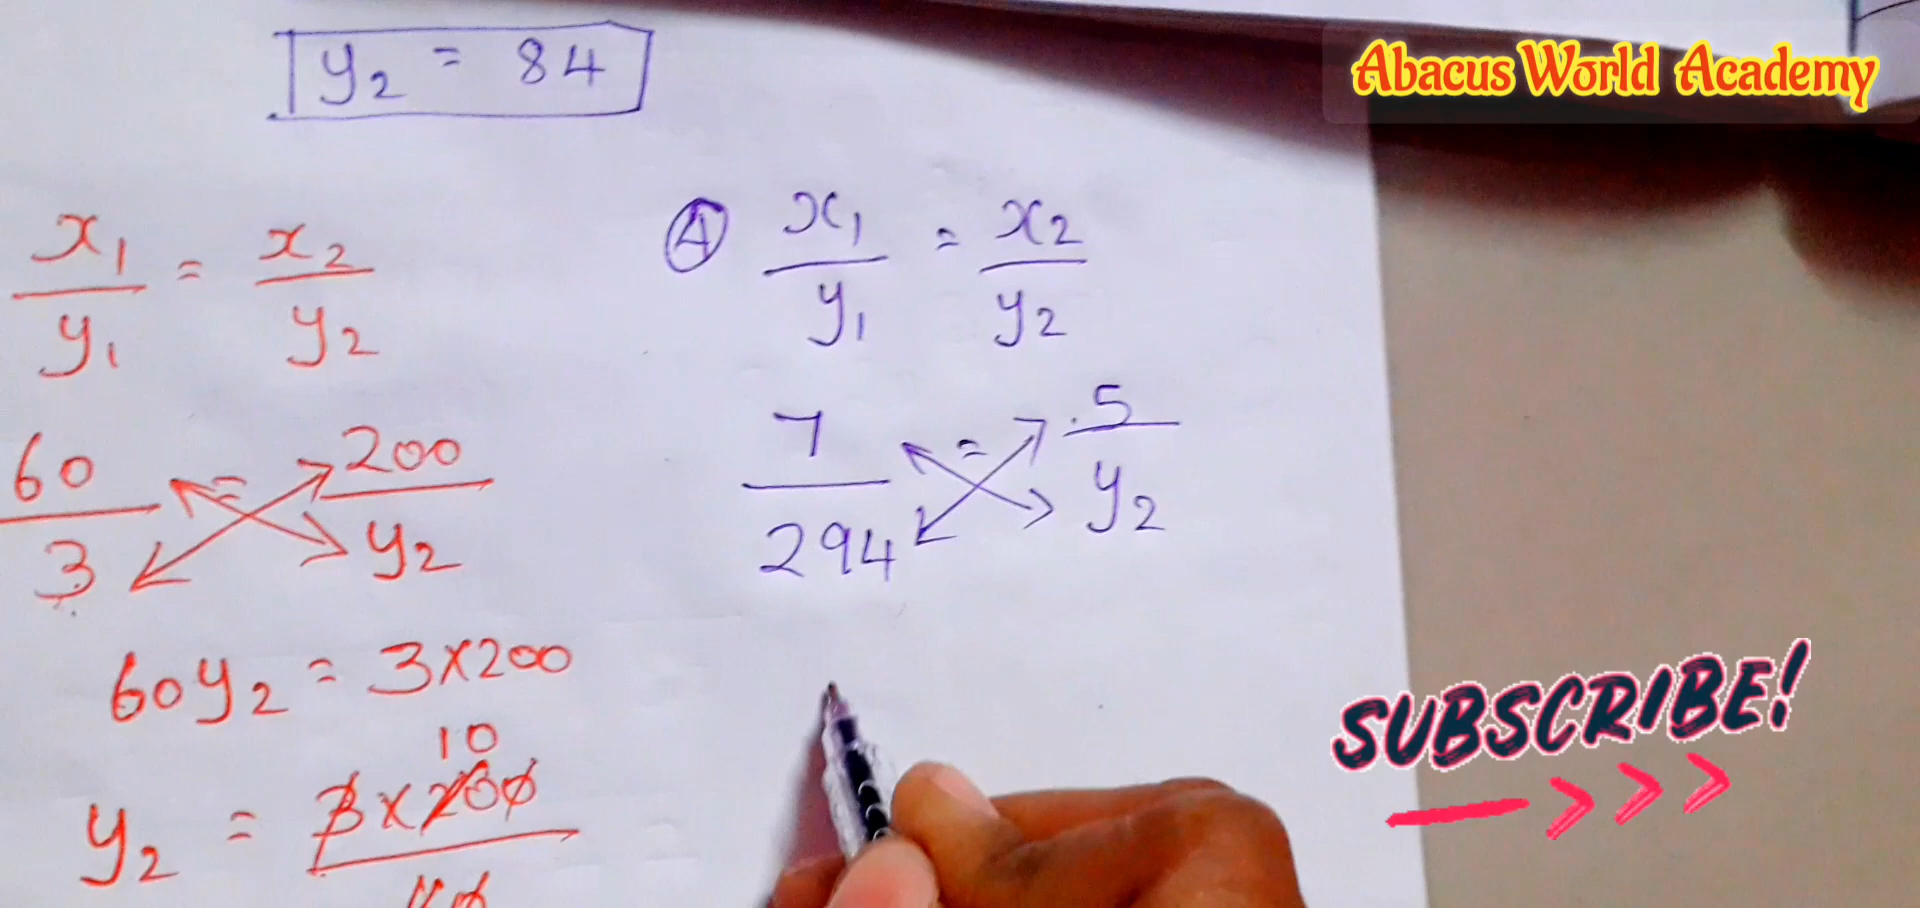 y₂ = 84
Abacus World Academy
x₁/y₁ = x₂/y₂
60/3 = 200/y₂
60y₂ = 3×200
10
y₂ = 3×200
④ x₁/y₁ = x₂/y₂
7/294 = 5/y₂
SUBSCRIBE!